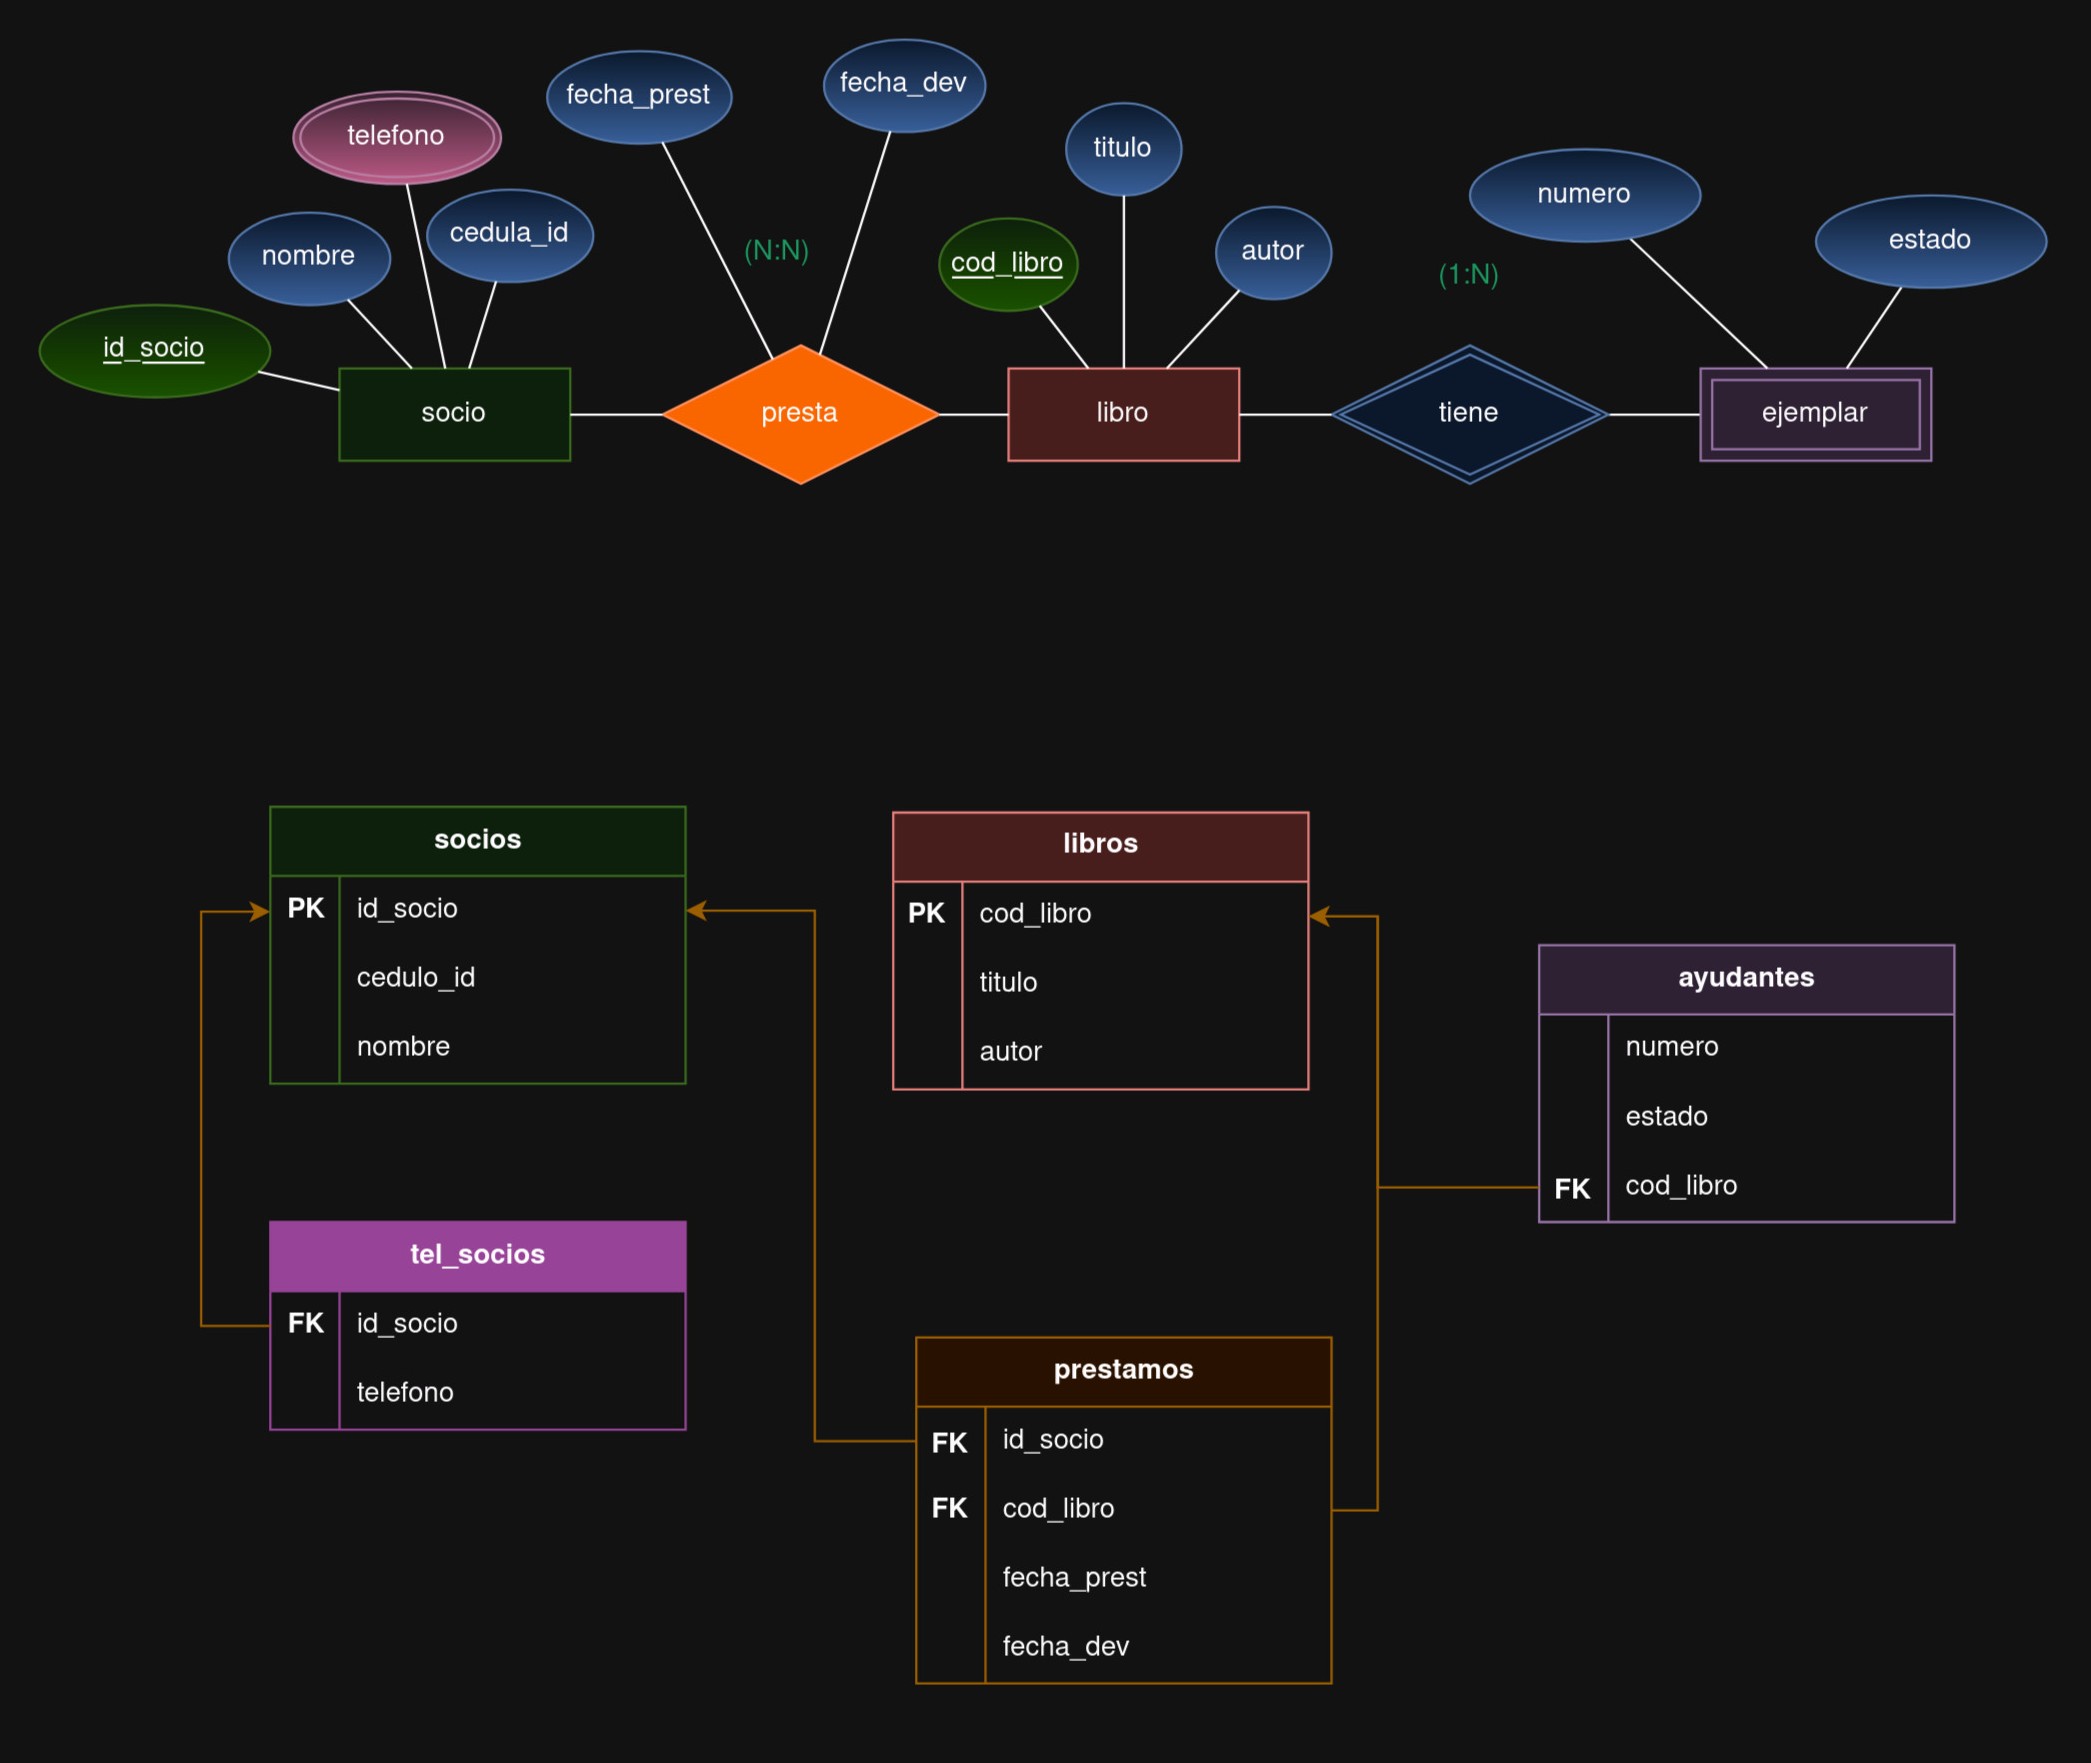 fecha_prest
fecha_dev
telefono
titulo
numero
nombre
cedula_id
cod_libro
autor
estado
(N:N)
(1:N)
id_socio
socio
presta
libro
tiene
ejemplar
socios
PK id_socio
cedulo_id
nombre
libros
PK cod_libro
titulo
autor
ayudantes
numero
estado
FK cod_libro
tel_socios
FK id_socio
telefono
prestamos
FK id_socio
FK cod_libro
fecha_prest
fecha_dev